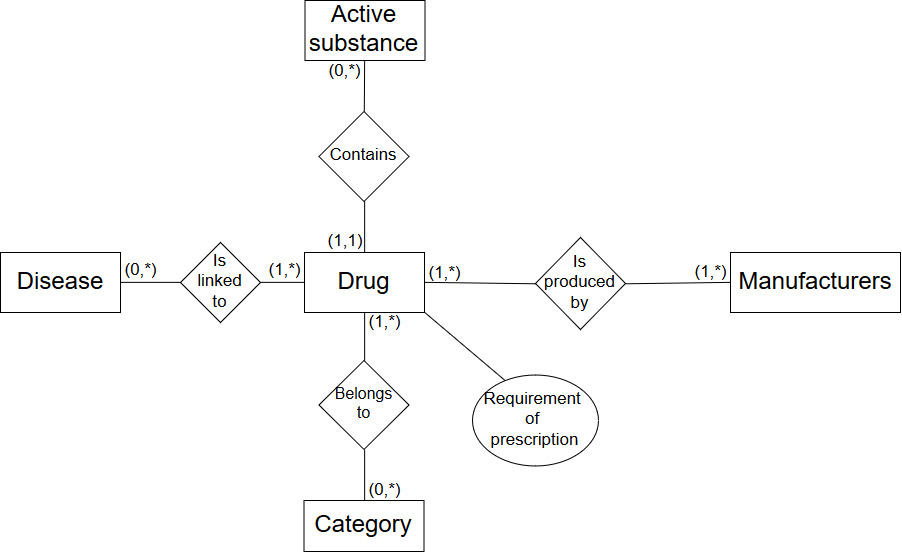 Active
substance
(0,*)
Contains
(1,1)
Disease
(0,*)
Is
linked
to
(1,*)
Drug
(1,*)
Is
produced
by
(1,*)
Manufacturers
(1,*)
Belongs
to
(0,*)
Category
Requirement
of
prescription